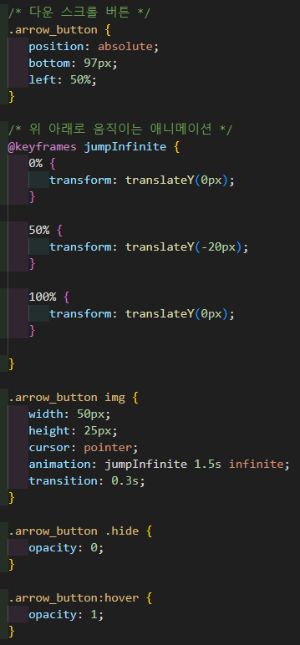 /* 다운 스크롤 버튼 */
.arrow_button {
position: absolute;
bottom: 97px;
left: 50%;
}
/* 위 아래로 움직이는 애니메이션 */
@keyframes jumpInfinite {
0% {
transform: translateY(0px);
}
50% {
transform: translateY(-20px);
}
100% {
transform: translateY(0px);
}
}
.arrow_button img {
width: 50px;
height: 25px;
cursor: pointer;
animation: jumpInfinite 1.5s infinite;
transition: 0.3s;
}
.arrow_button .hide {
opacity: 0;
}
.arrow_button:hover {
opacity: 1;
}